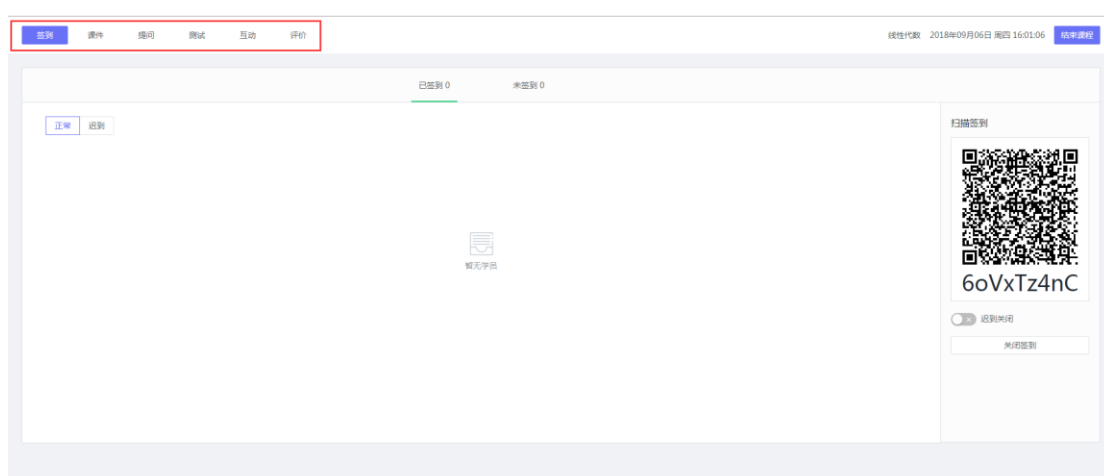 签到 课件 提问 测试 互动 评价 线性代数 2018年09月06日 周四 16:01:06 结束课程
已签到 0 未签到 0
正常 迟到
扫描签到
暂无学员
6oVxTz4nC
迟到关闭
关闭签到